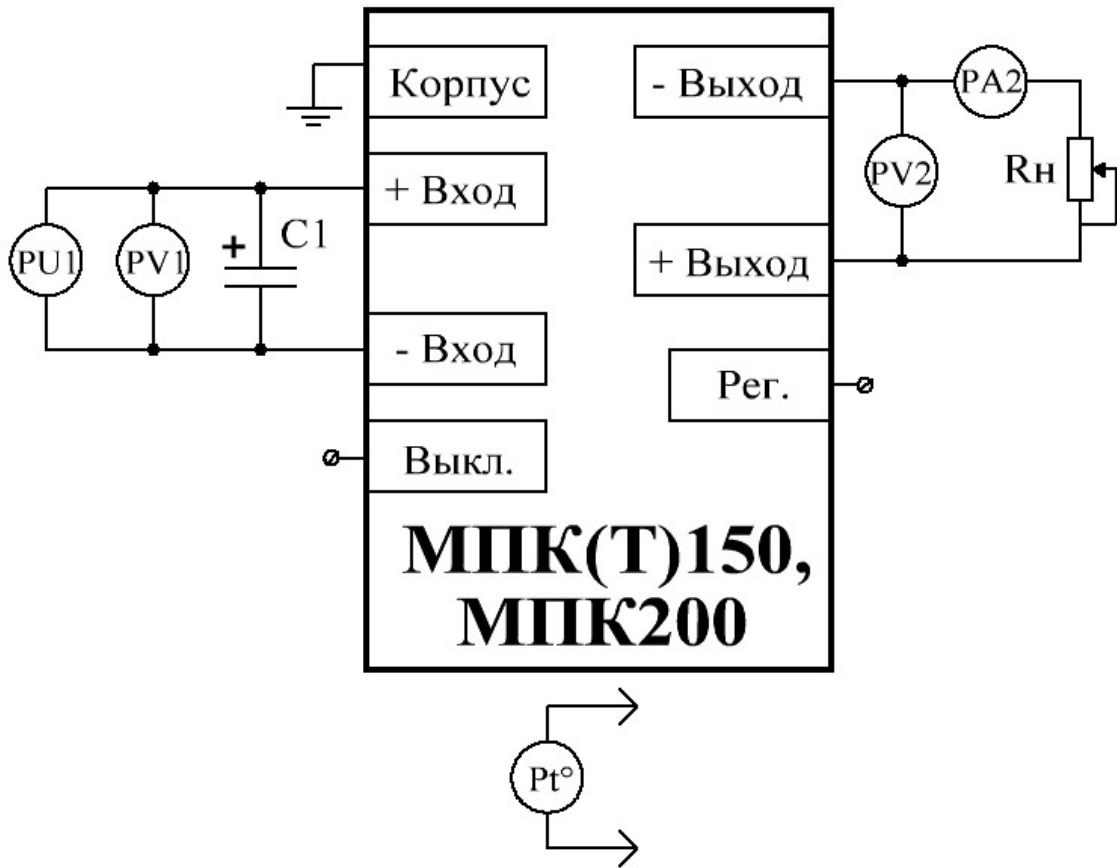 Корпус
- Выход
PA2
+ Вход
PV2
Rн
PU1
PV1
+
C1
+ Выход
- Вход
Рег.
Выкл.
МПК(Т)150,
МПК200
Pt°